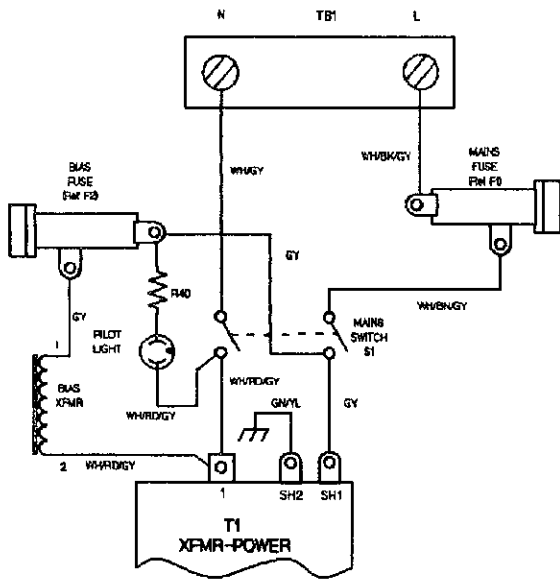 N TB1 L
WH/GY
WH/BK/GY
BIAS
FUSE
(Ref F2)
MAINS
FUSE
(Ref F1)
GY
R40
WH/BN/GY
GY
PILOT
LIGHT
MAINS
SWITCH
S1
1
BIAS
XFMR
WH/RD/GY
WH/RD/GY
GN/YL
GY
2
WH/RD/GY
1
SH2
SH1
T1
XFMR-POWER